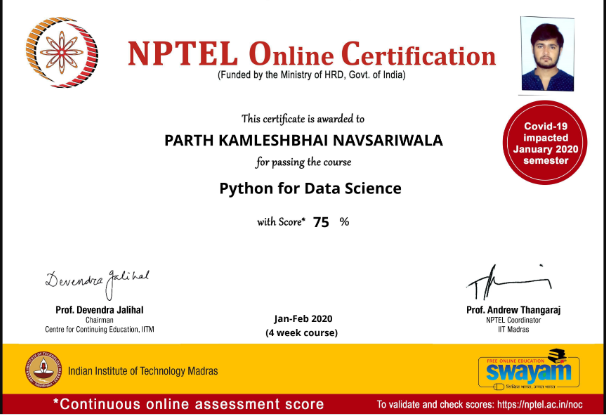 NPTEL Online Certification
(Funded by the Ministry of HRD, Govt. of India)
This certificate is awarded to
PARTH KAMLESHBHAI NAVSARIWALA
for passing the course
Python for Data Science
with Score* 75 %
Covid-19
impacted
January 2020
semester
Devendra Jalihal
Prof. Devendra Jalihal
Chairman
Centre for Continuing Education, IITM
Jan-Feb 2020
(4 week course)
Prof. Andrew Thangaraj
NPTEL Coordinator
IIT Madras
Indian Institute of Technology Madras
FREE ONLINE EDUCATION
swayam
*Continuous online assessment score
To validate and check scores: https://nptel.ac.in/noc